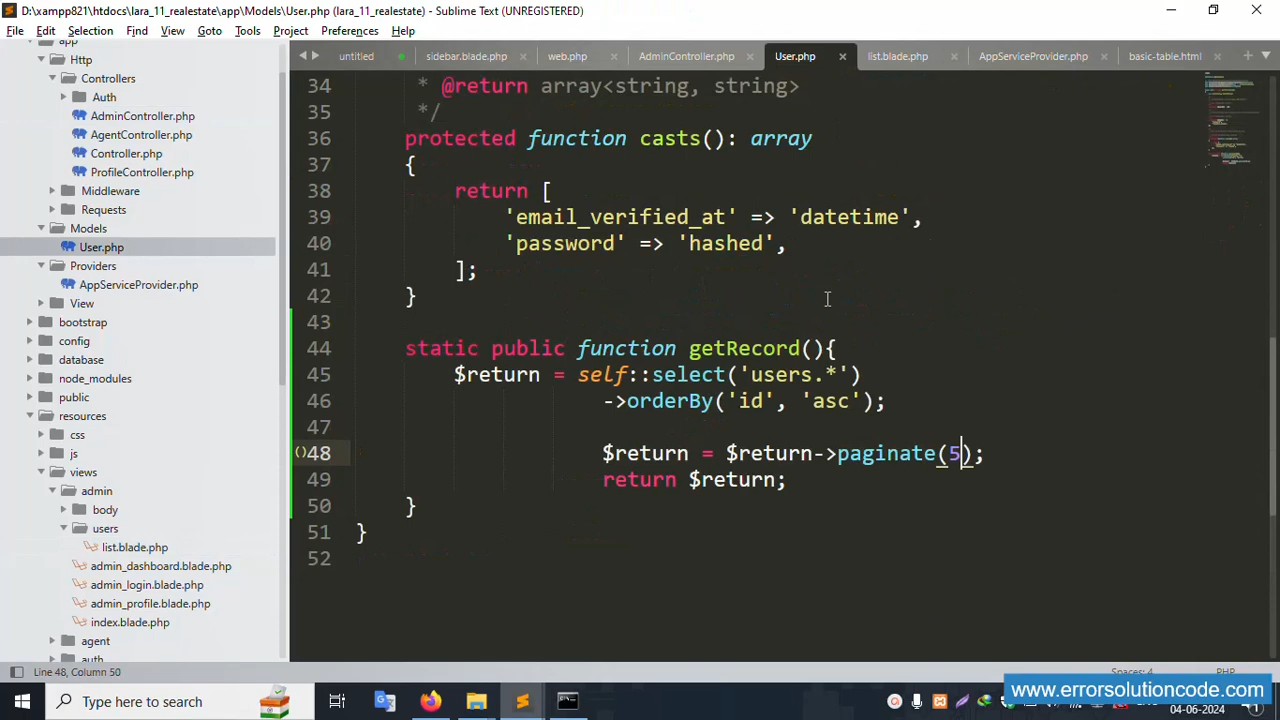 D:\xampp821\htdocs\lara_11_realestate\app\Models\User.php (lara_11_realestate) - Sublime Text (UNREGISTERED)
File Edit Selection Find View Goto Tools Project Preferences Help
untitled sidebar.blade.php web.php AdminController.php User.php list.blade.php AppServiceProvider.php basic-table.html
app
Http
Controllers
Auth
AdminController.php
AgentController.php
Controller.php
ProfileController.php
Middleware
Requests
Models
User.php
Providers
AppServiceProvider.php
View
bootstrap
config
database
node_modules
public
resources
css
js
views
admin
body
users
list.blade.php
admin_dashboard.blade.php
admin_login.blade.php
admin_profile.blade.php
index.blade.php
agent
auth
34 * @return array<string, string>
35 */
36 protected function casts(): array
37 {
38 return [
39 'email_verified_at' => 'datetime',
40 'password' => 'hashed',
41 ];
42 }
43
44 static public function getRecord(){
45 $return = self::select('users.*')
46 ->orderBy('id', 'asc');
47
48 $return = $return->paginate(5);
49 return $return;
50 }
51 }
52
Line 48, Column 50 Spaces: 4 PHP
Type here to search
www.errorsolutioncode.com
04-06-2024